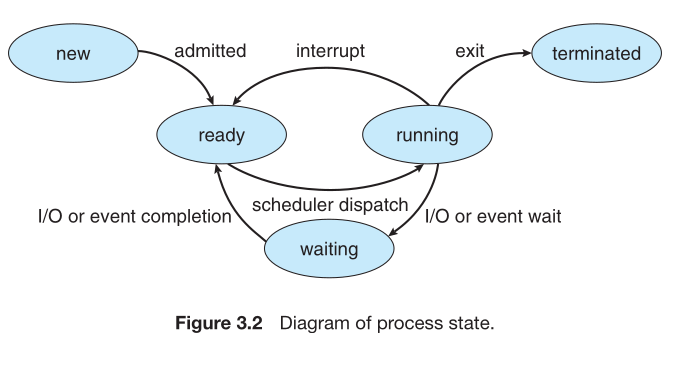 new
admitted
interrupt
exit
terminated
ready
running
I/O or event completion
scheduler dispatch
I/O or event wait
waiting
Figure 3.2 Diagram of process state.